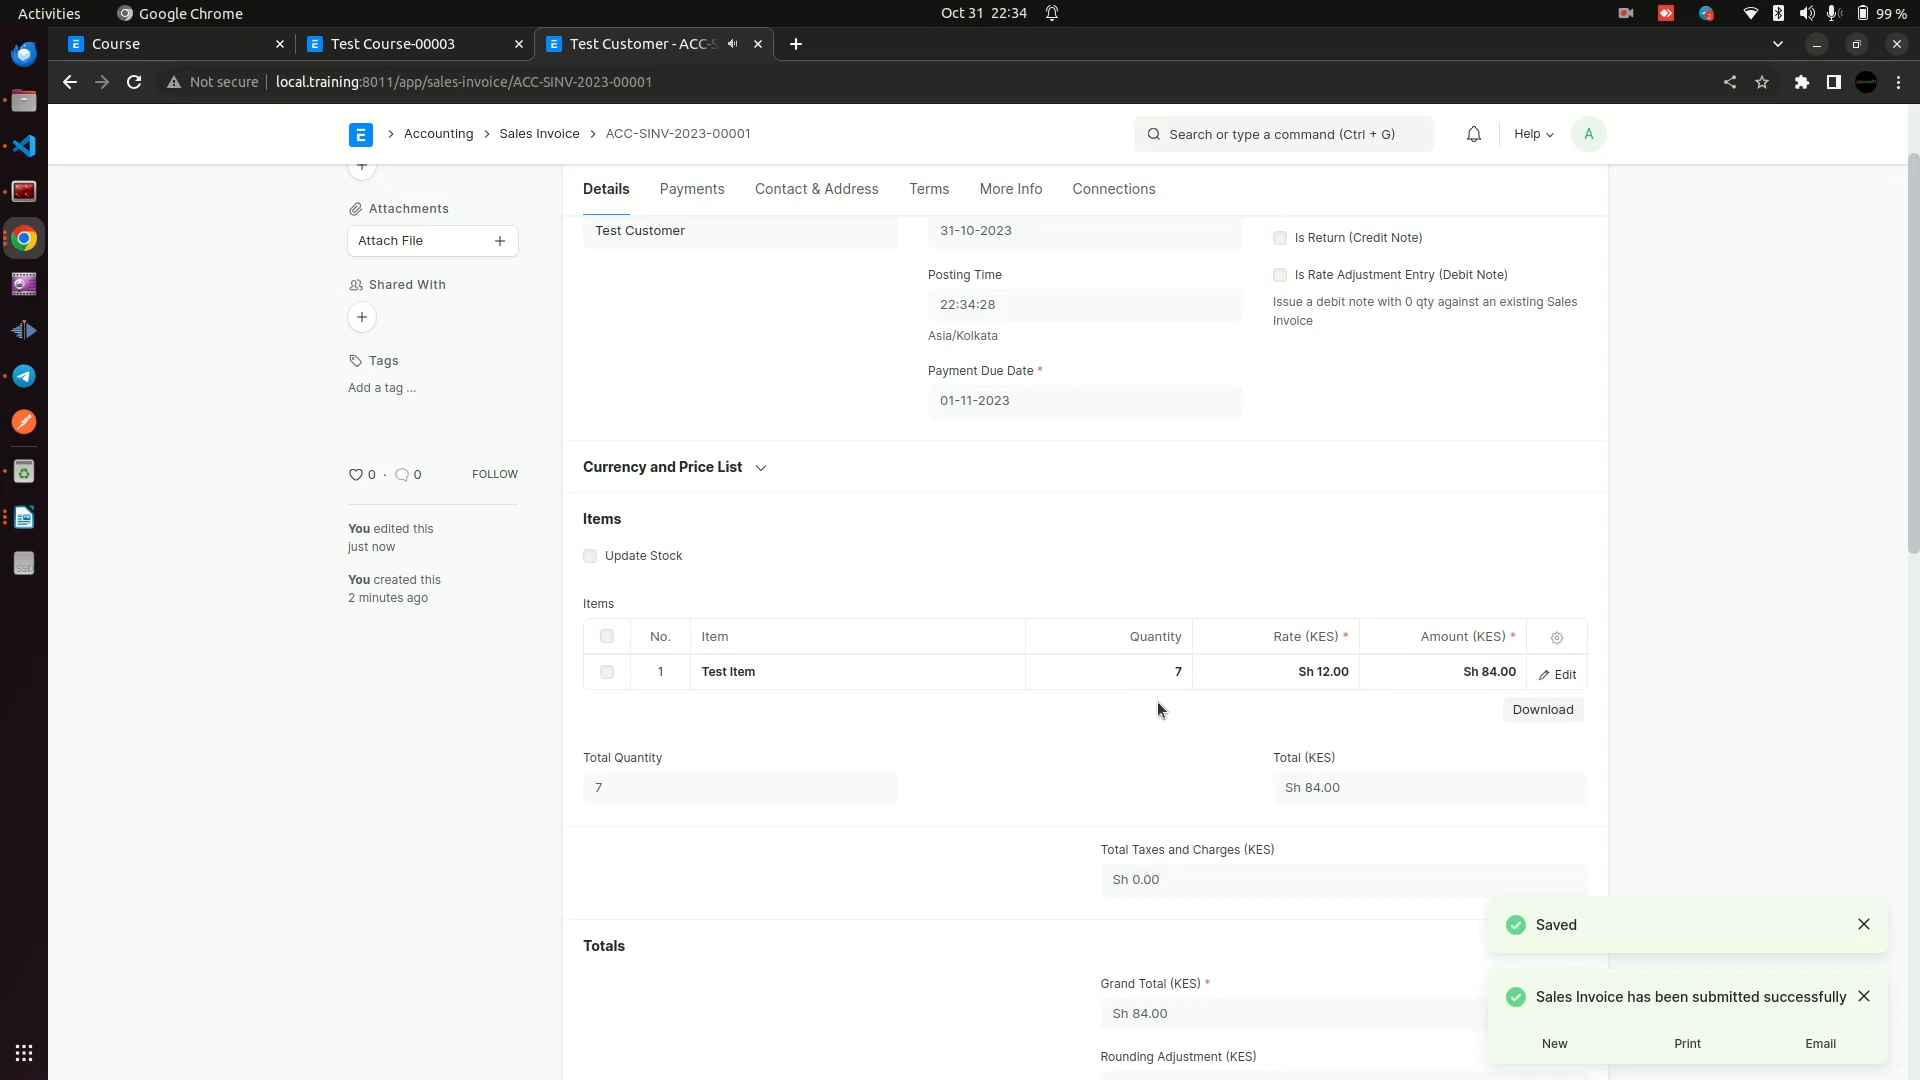 Activities
Google Chrome
Oct 31 22:34
99 %
Course
Test Course-00003
Test Customer - ACC-S
Not secure
local.training:8011/app/sales-invoice/ACC-SINV-2023-00001
E
Accounting
Sales Invoice
ACC-SINV-2023-00001
Search or type a command (Ctrl + G)
Help
A
Details
Payments
Contact & Address
Terms
More Info
Connections
Attachments
Attach File
Shared With
Tags
Add a tag ...
0 · 0
FOLLOW
You edited this
just now
You created this
2 minutes ago
Test Customer
31-10-2023
Is Return (Credit Note)
Posting Time
22:34:28
Asia/Kolkata
Is Rate Adjustment Entry (Debit Note)
Issue a debit note with 0 qty against an existing Sales
Invoice
Payment Due Date *
01-11-2023
Currency and Price List
Items
Update Stock
Items
No. Item Quantity Rate (KES) * Amount (KES) *
1 Test Item 7 Sh 12.00 Sh 84.00 Edit
Download
Total Quantity
7
Total (KES)
Sh 84.00
Total Taxes and Charges (KES)
Sh 0.00
Totals
Grand Total (KES) *
Sh 84.00
Rounding Adjustment (KES)
Saved
Sales Invoice has been submitted successfully
New
Print
Email